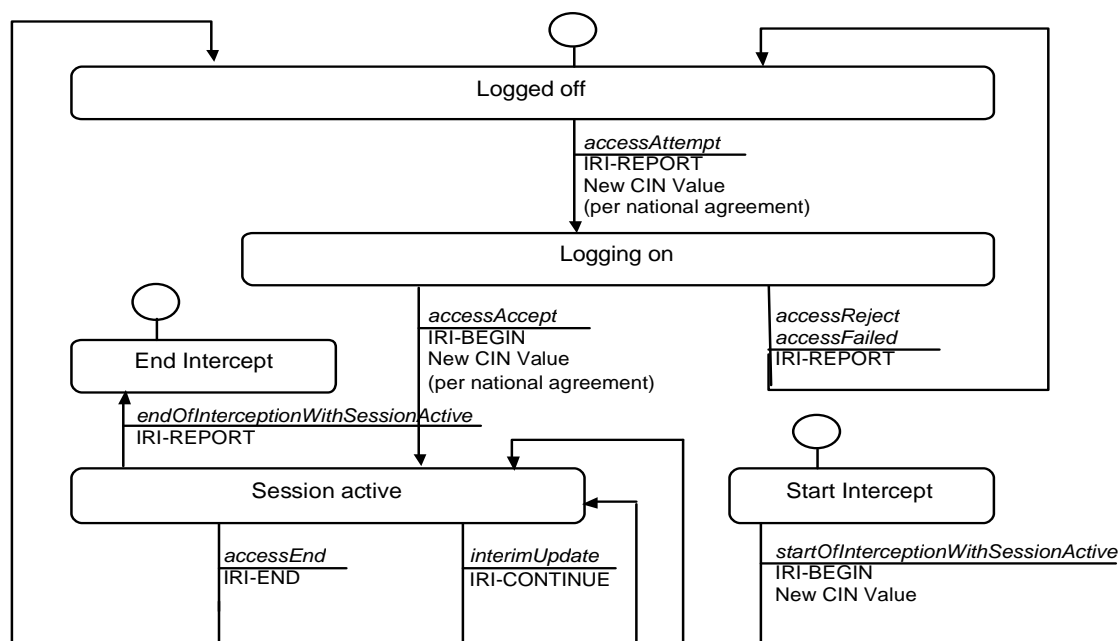 Logged off
accessAttempt
IRI-REPORT
New CIN Value
(per national agreement)
Logging on
accessAccept
IRI-BEGIN
New CIN Value
(per national agreement)
accessReject
accessFailed
IRI-REPORT
End Intercept
endOfInterceptionWithSessionActive
IRI-REPORT
Session active
Start Intercept
accessEnd
IRI-END
interimUpdate
IRI-CONTINUE
startOfInterceptionWithSessionActive
IRI-BEGIN
New CIN Value